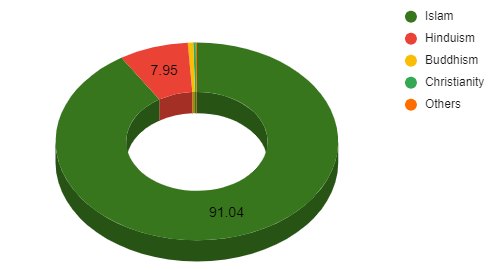 Islam
Hinduism
Buddhism
Christianity
Others
7.95
91.04